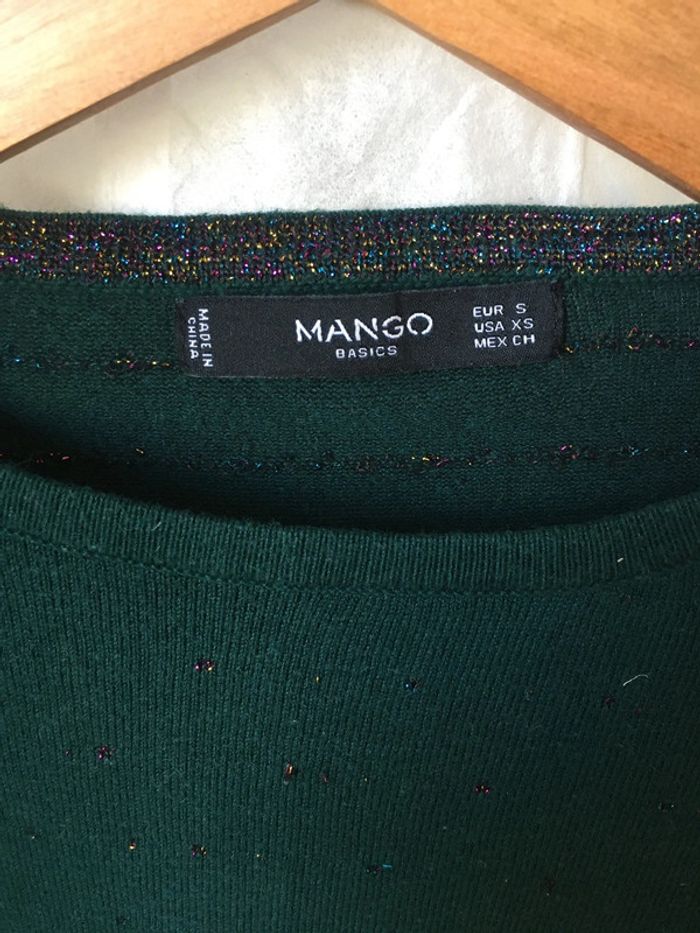 MADE IN
CHINA
MANGO
BASICS
EUR S
USA XS
MEX CH